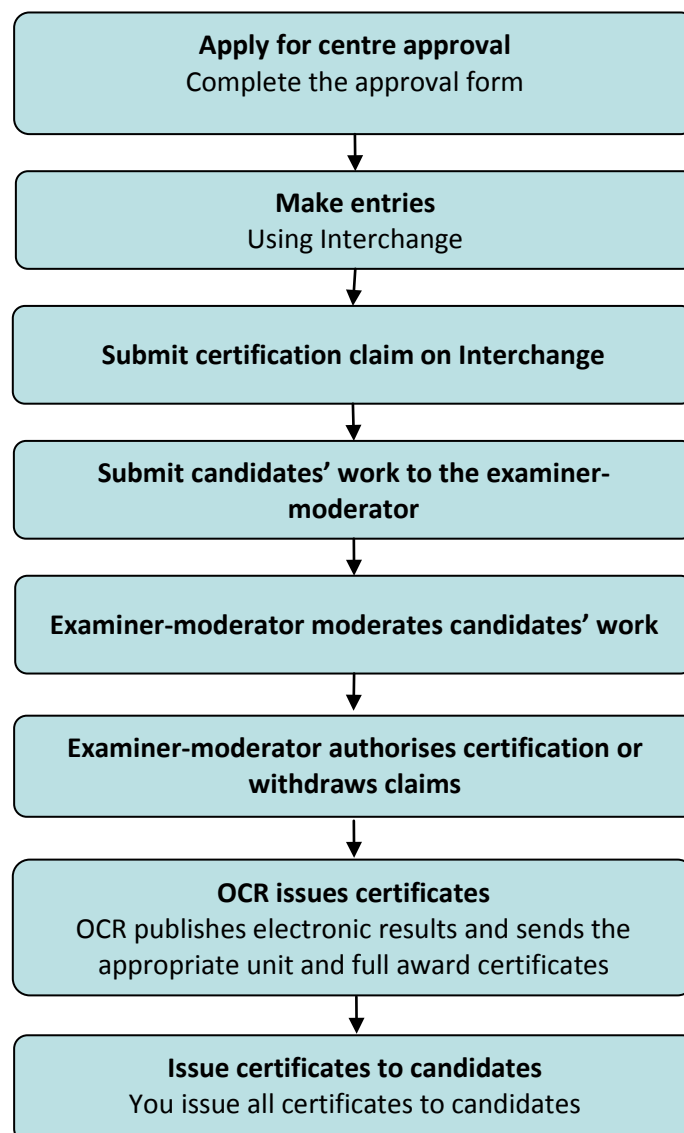 Apply for centre approval
Complete the approval form
Make entries
Using Interchange
Submit certification claim on Interchange
Submit candidates’ work to the examiner-
moderator
Examiner-moderator moderates candidates’ work
Examiner-moderator authorises certification or
withdraws claims
OCR issues certificates
OCR publishes electronic results and sends the
appropriate unit and full award certificates
Issue certificates to candidates
You issue all certificates to candidates